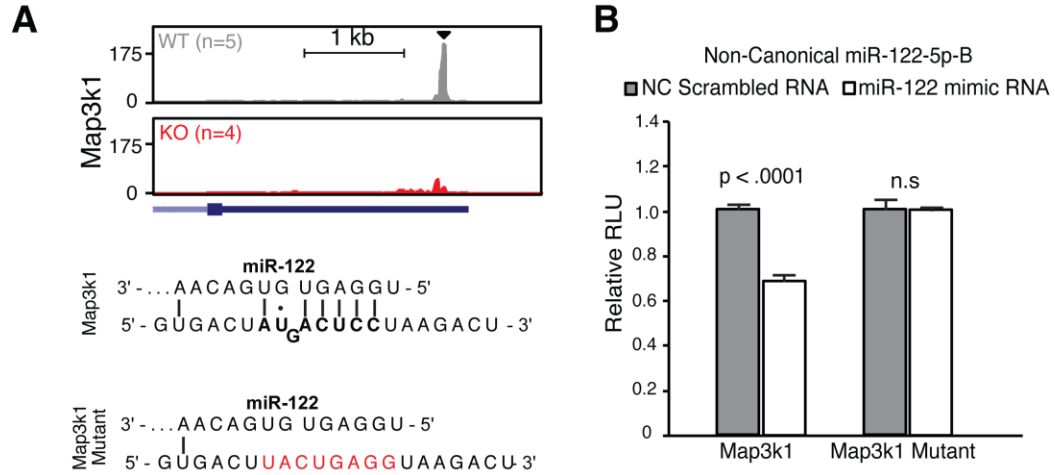 A
Map3k1
WT (n=5)
1 kb
175
0
KO (n=4)
175
0
Map3k1
miR-122
3' - ...AACAGUG UGAGGU - 5'
5' - GUGACUAUGACUCCUAAGACU - 3'
Map3k1 Mutant
miR-122
3' - ...AACAGUG UGAGGU - 5'
5' - GUGACUUACUGAGGUAAGACU- 3'
B
Non-Canonical miR-122-5p-B
NC Scrambled RNA miR-122 mimic RNA
Relative RLU
1.4
1.2
1.0
0.8
0.6
0.4
0.2
0
p < .0001
n.s
Map3k1 Map3k1 Mutant